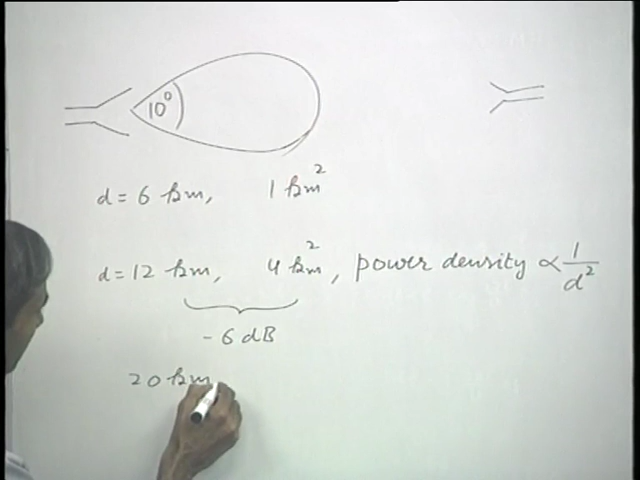 10°
d = 6 km, 1 km²
d = 12 km, 4 km², power density ∝ 1/d²
- 6 dB
20 km